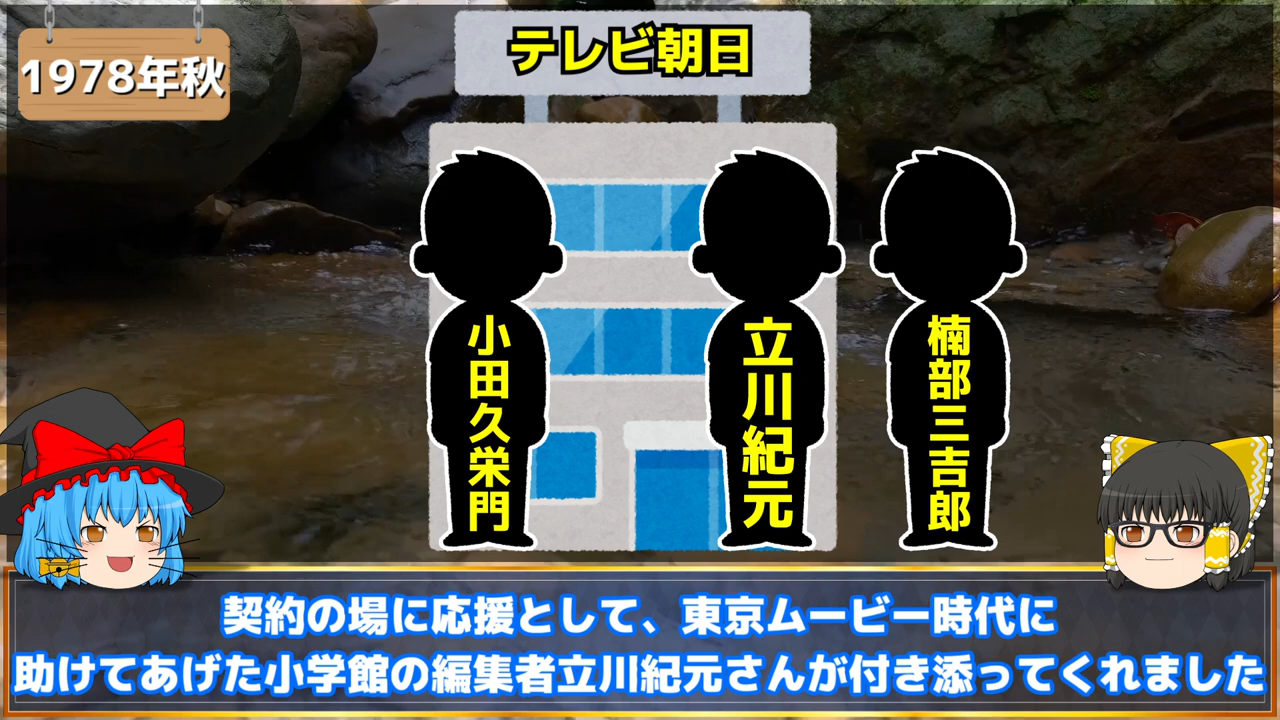 1978年秋
テレビ朝日
小田久栄門
立川紀元
楠部三吉郎
契約の場に応援として、東京ムービー時代に
助けてあげた小学館の編集者立川紀元さんが付き添ってくれました